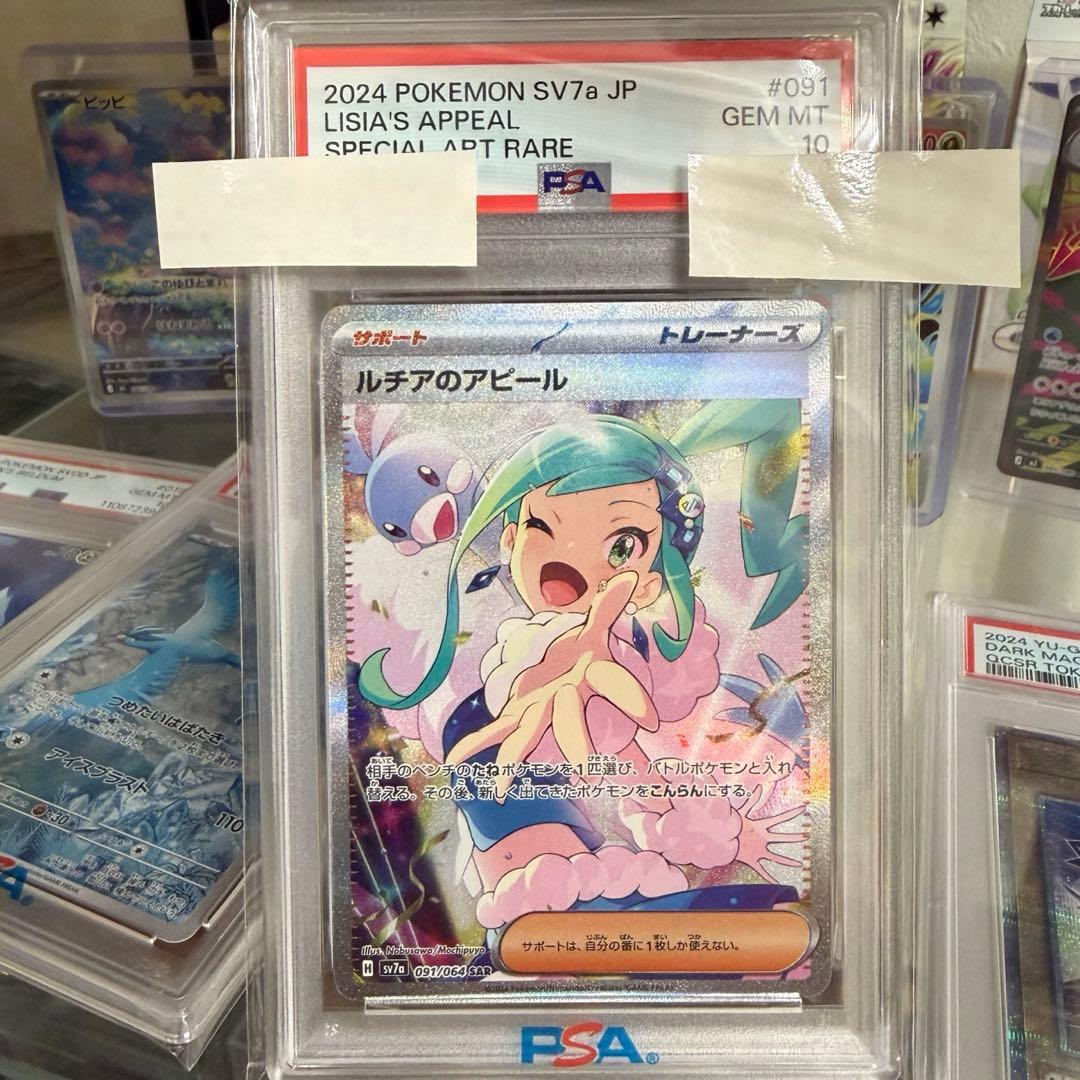 2024 POKEMON SV7a JP
#091
LISIA'S APPEAL
GEM MT
SPECIAL ART RARE
10
PSA
サポート
トレーナーズ
ルチアのアピール
相手のベンチのたねポケモンを1匹選び、バトルポケモンと入れ
替える。その後、新しく出てきたポケモンをこんらんにする。
サポートは、自分の番に1枚しか使えない。
Illus. Nobusawa/Mochipuyo
H sv7a 091/064 SAR
©2024 Pokémon/Nintendo/Creatures/GAME FREAK
PSA®
ピッピ
つめたいはばたき
アイスブラスト
110
30
2024 YU-G
DARK MAG
QCSR TOK